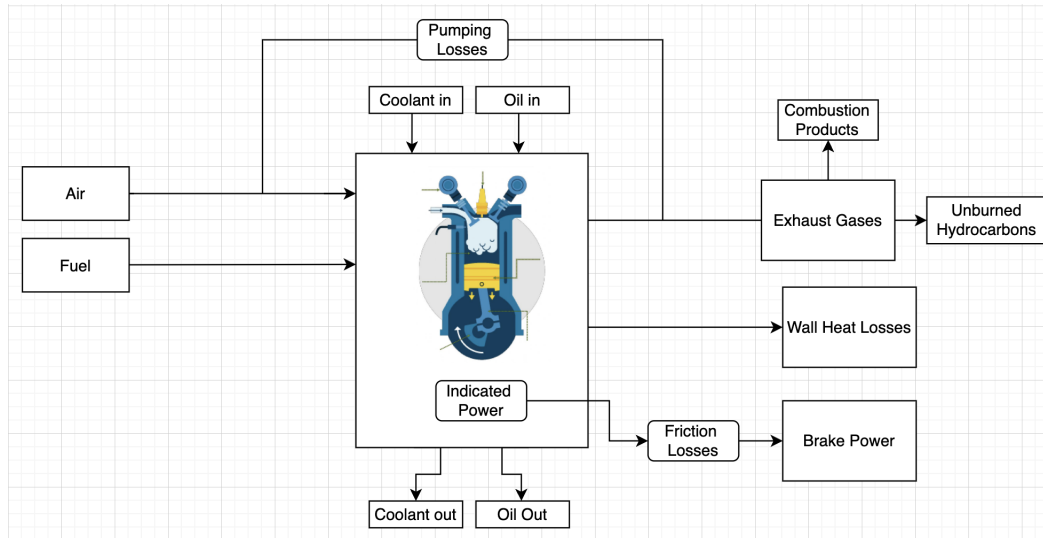 Pumping
Losses
Coolant in
Oil in
Combustion
Products
Air
Exhaust Gases
Unburned
Hydrocarbons
Fuel
Wall Heat Losses
Indicated
Power
Friction
Losses
Brake Power
Coolant out
Oil Out